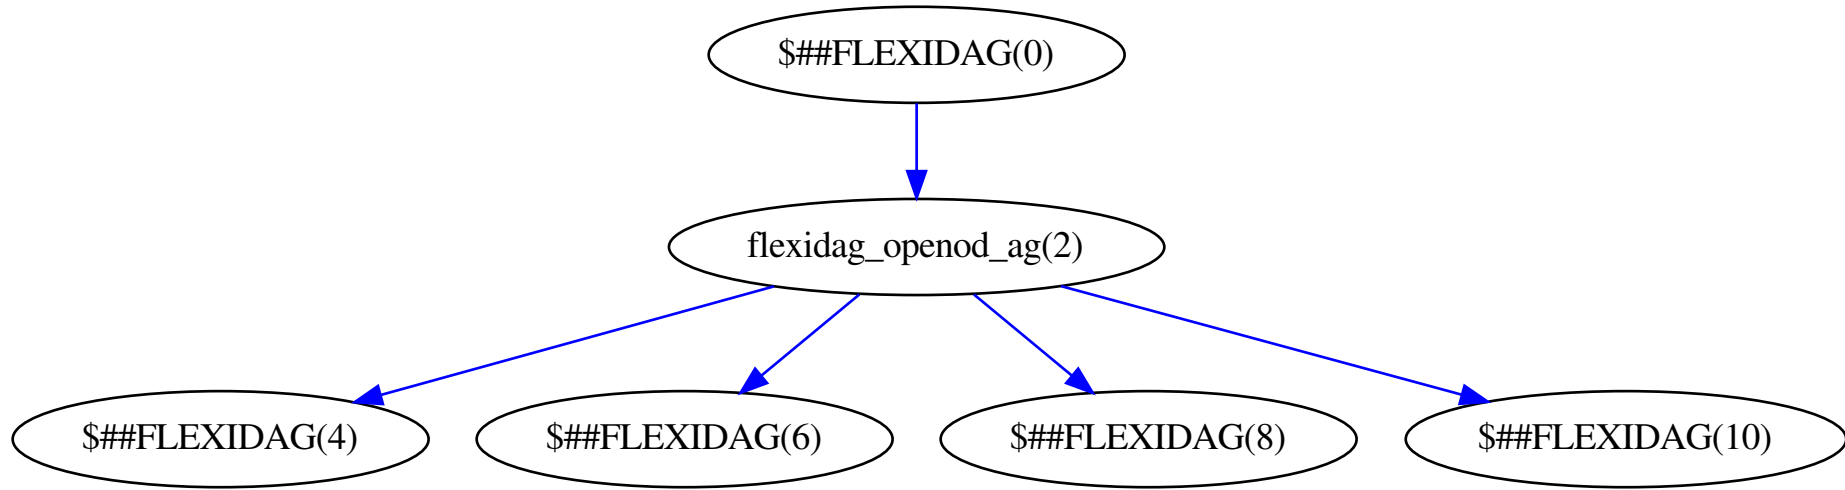 $##FLEXIDAG(0)
flexidag_openod_ag(2)
$##FLEXIDAG(4)
$##FLEXIDAG(6)
$##FLEXIDAG(8)
$##FLEXIDAG(10)